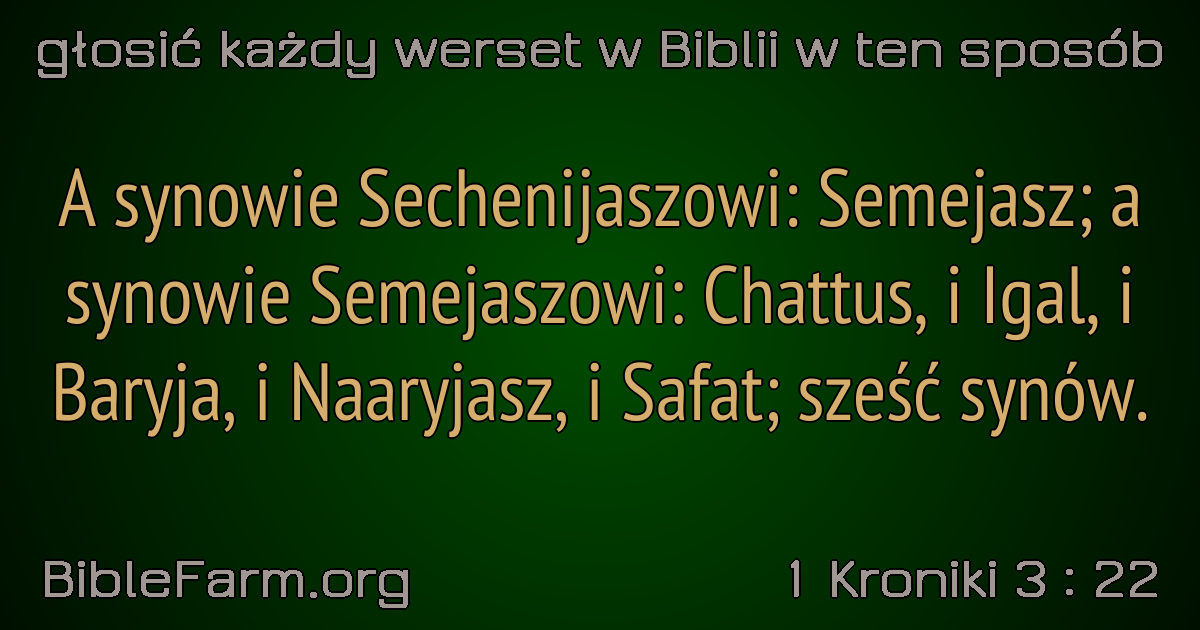 głosić każdy werset w Biblii w ten sposób
A synowie Sechenijaszowi: Semejasz; a
synowie Semejaszowi: Chattus, i Igal, i
Baryja, i Naaryjasz, i Safat; sześć synów.
BibleFarm.org
1 Kroniki 3 : 22